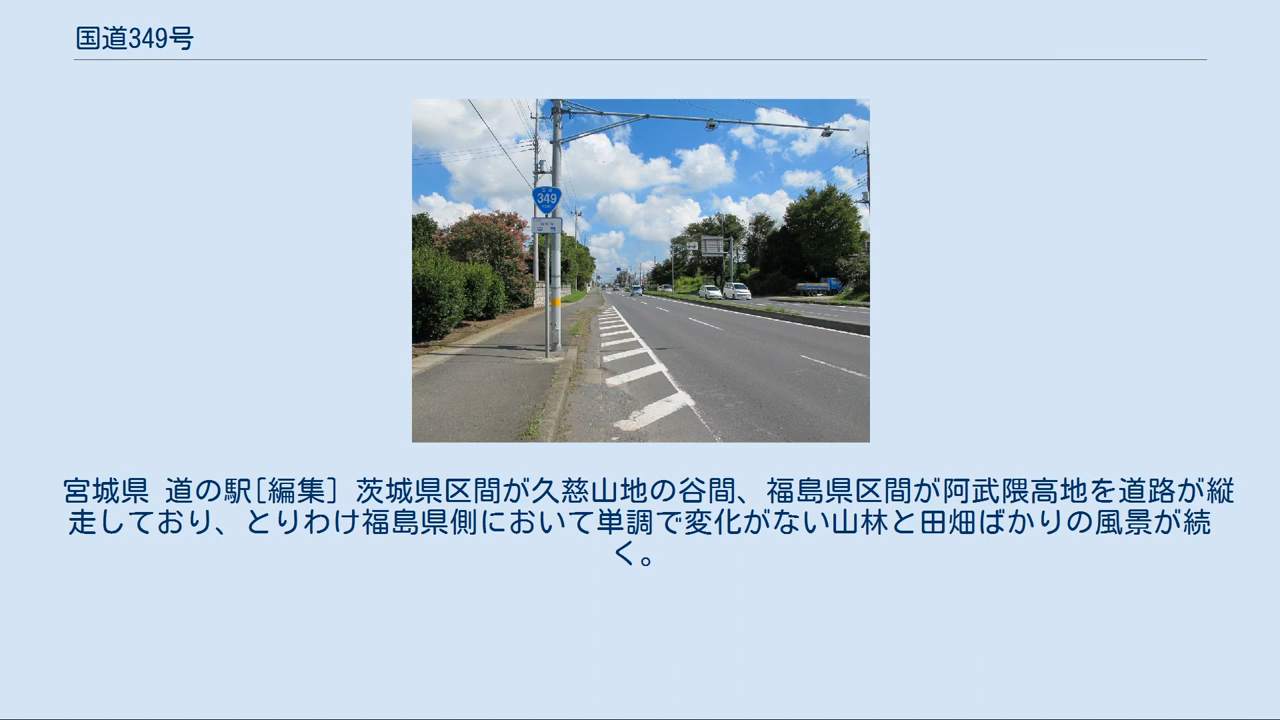 国道349号
349
宮城県 道の駅[編集] 茨城県区間が久慈山地の谷間、福島県区間が阿武隈高地を道路が縦
走しており、とりわけ福島県側において単調で変化がない山林と田畑ばかりの風景が続
く。